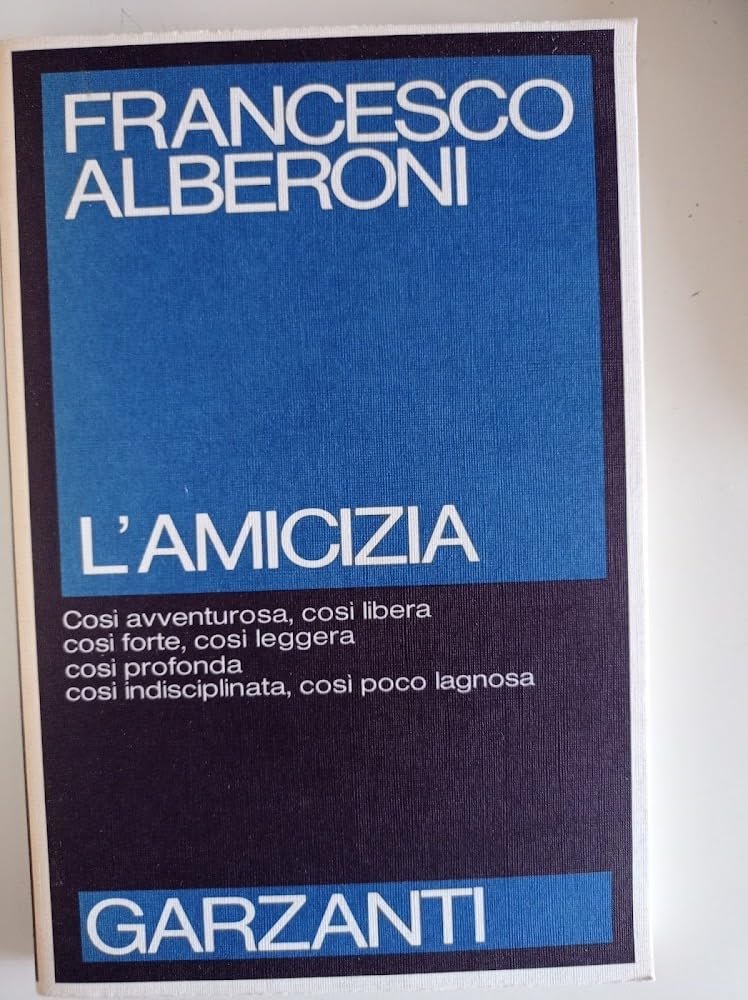 FRANCESCO
ALBERONI
L'AMICIZIA
Così avventurosa, così libera
così forte, così leggera
così profonda
così indisciplinata, così poco lagnosa
GARZANTI